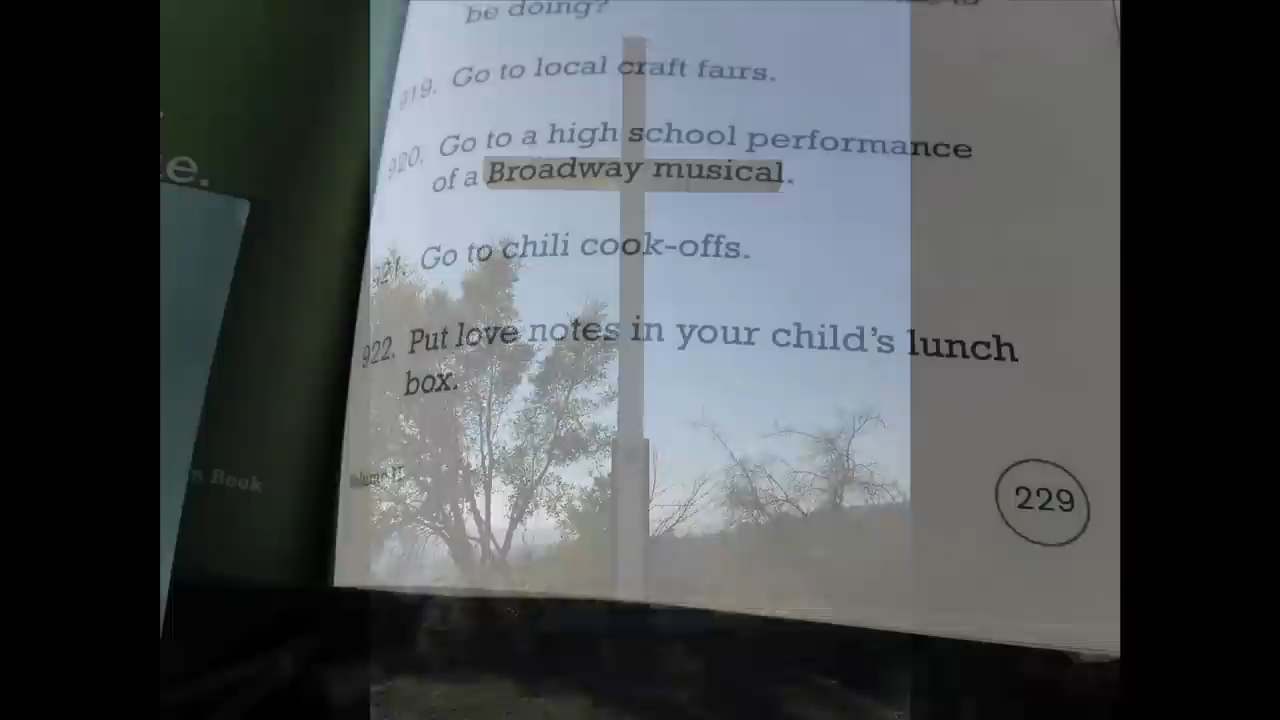 be doing?
e.
919. Go to local craft fairs.
920. Go to a high school performance
of a Broadway musical.
921. Go to chili cook-offs.
922. Put love notes in your child's lunch
box.
Book
229